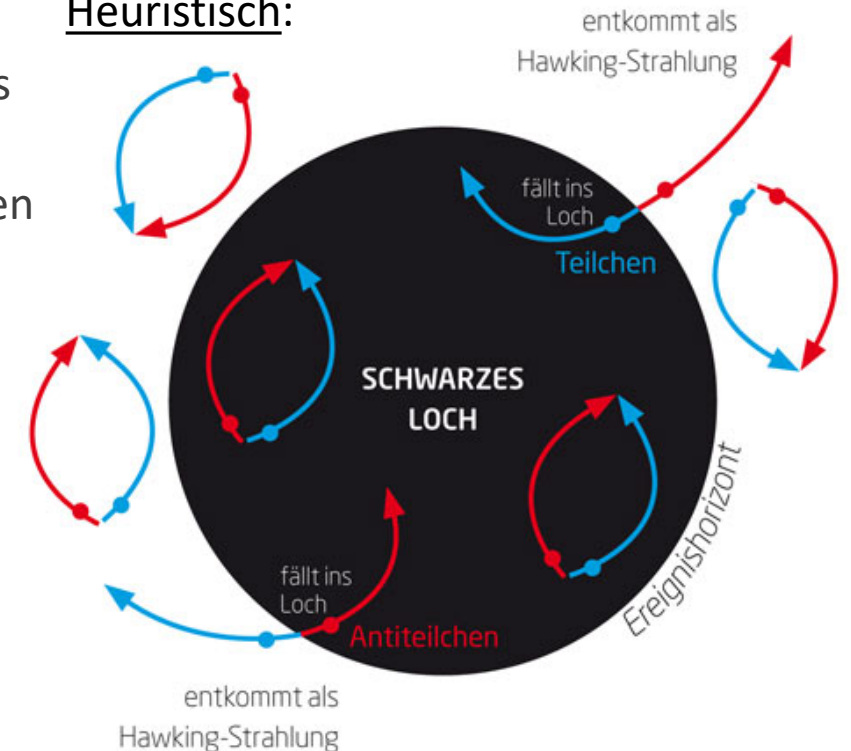 Heuristisch:
s
en
entkommt als
Hawking-Strahlung
fällt ins
Loch
Teilchen
SCHWARZES
LOCH
Ereignishorizont
fällt ins
Loch
Antiteilchen
entkommt als
Hawking-Strahlung